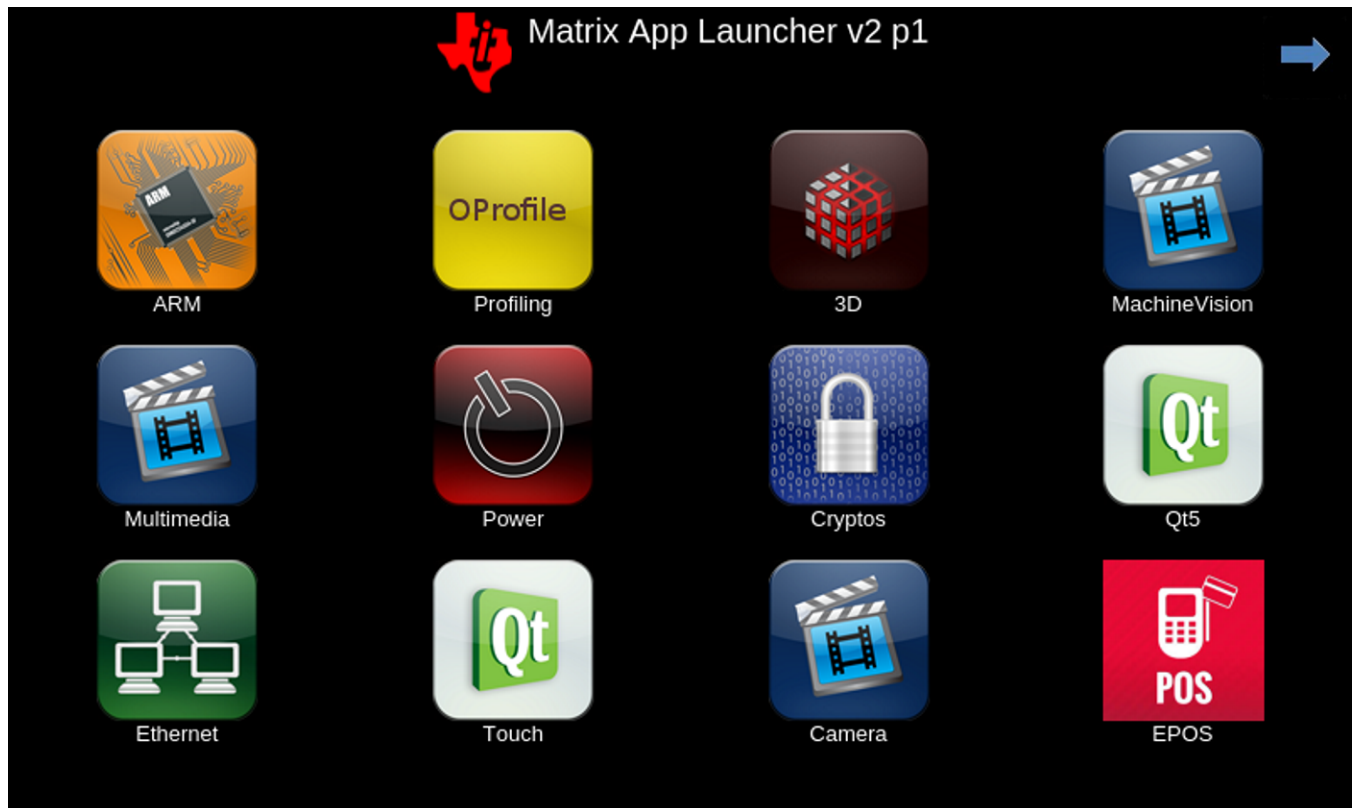 Matrix App Launcher v2 p1
ARM
OProfile
ARM
Profiling
3D
MachineVision
Qt
Multimedia
Power
Cryptos
Qt5
Qt
POS
Ethernet
Touch
Camera
EPOS